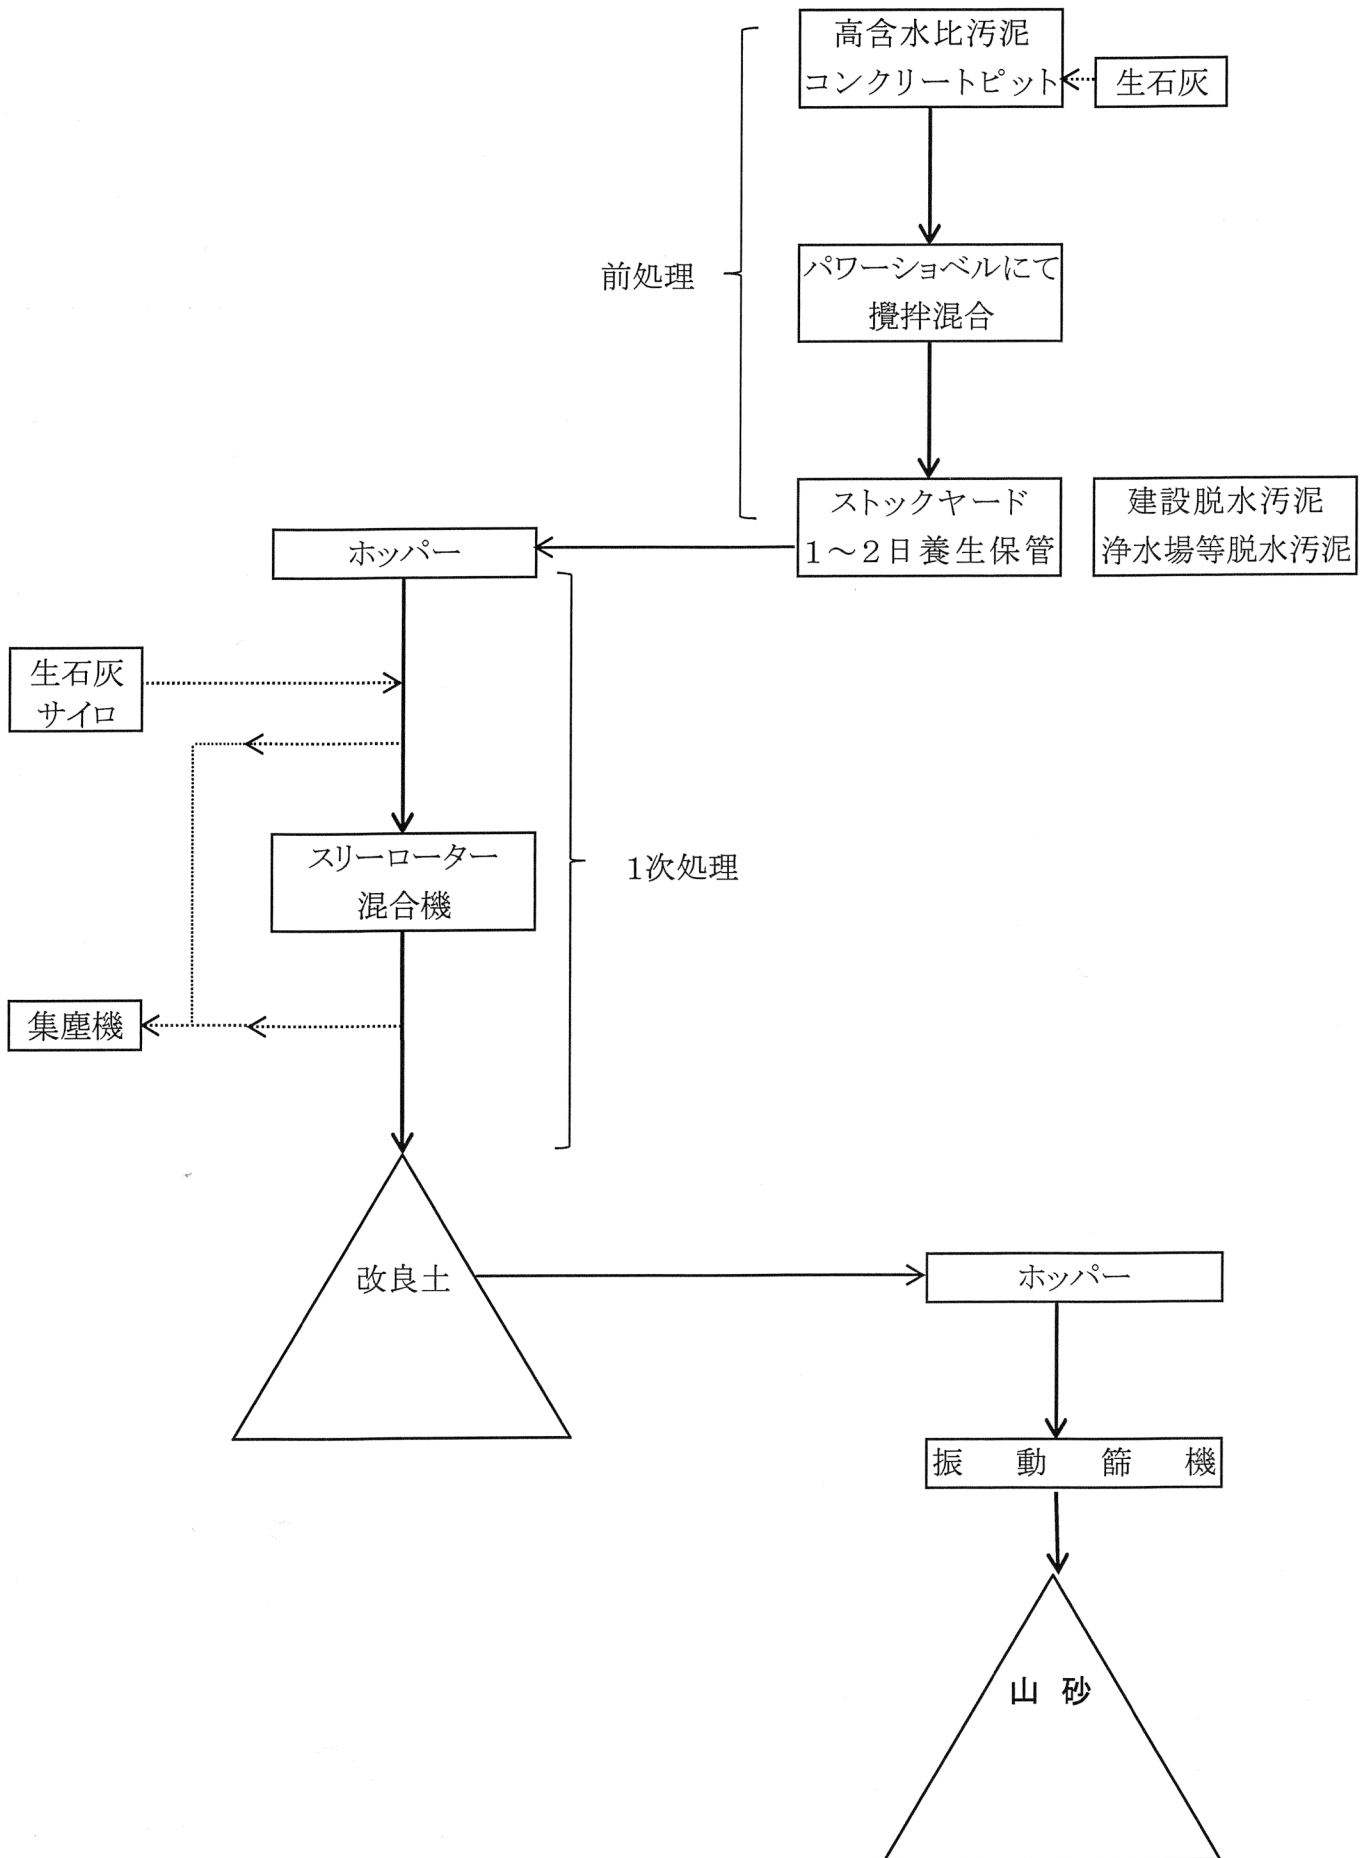 高含水比汚泥
コンクリートピット
生石灰
前処理
パワーショベルにて
攪拌混合
ストックヤード
1～2日養生保管
建設脱水汚泥
浄水場等脱水汚泥
ホッパー
生石灰
サイロ
スリーローター
混合機
1次処理
集塵機
改良土
ホッパー
振動篩機
山砂